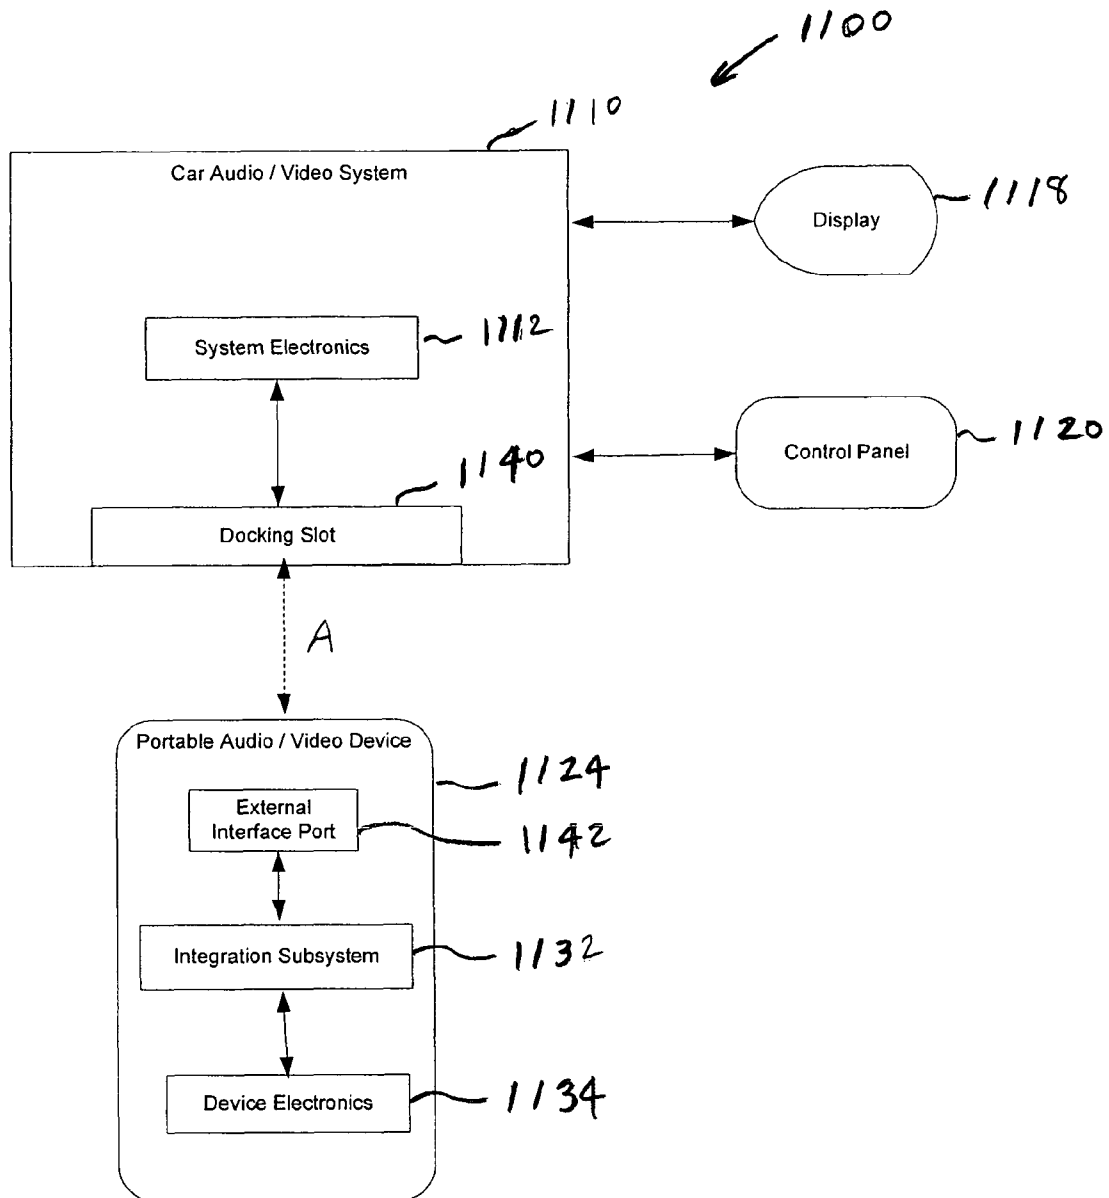 1100
1110
Car Audio / Video System
Display
1118
System Electronics
1112
Control Panel
1120
1140
Docking Slot
A
Portable Audio / Video Device
1124
External
Interface Port
1142
Integration Subsystem
1132
Device Electronics
1134